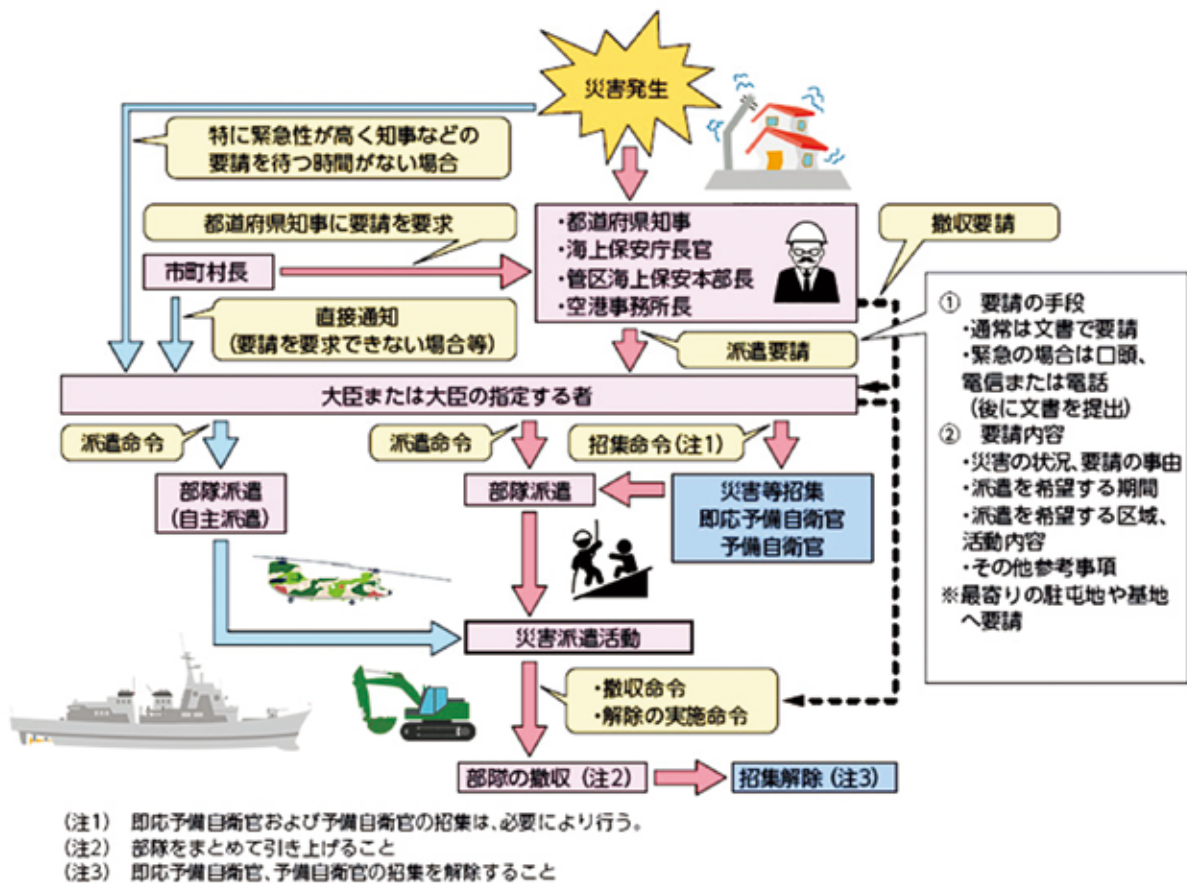 災害発生
特に緊急性が高く知事などの
要請を待つ時間がない場合
都道府県知事に要請を要求
・都道府県知事
・海上保安庁長官
・管区海上保安本部長
・空港事務所長
撤収要請
市町村長
直接通知
(要請を要求できない場合等)
派遣要請
① 要請の手段
・通常は文書で要請
・緊急の場合は口頭、
電信または電話
(後に文書を提出)
② 要請内容
・災害の状況、要請の事由
・派遣を希望する期間
・派遣を希望する区域、
活動内容
・その他参考事項
※最寄りの駐屯地や基地
へ要請
大臣または大臣の指定する者
派遣命令
派遣命令
招集命令(注1)
部隊派遣
(自主派遣)
部隊派遣
災害等招集
即応予備自衛官
予備自衛官
災害派遣活動
・撤収命令
・解除の実施命令
部隊の撤収(注2)
招集解除(注3)
(注1) 即応予備自衛官および予備自衛官の招集は、必要により行う。
(注2) 部隊をまとめて引き上げること
(注3) 即応予備自衛官、予備自衛官の招集を解除すること